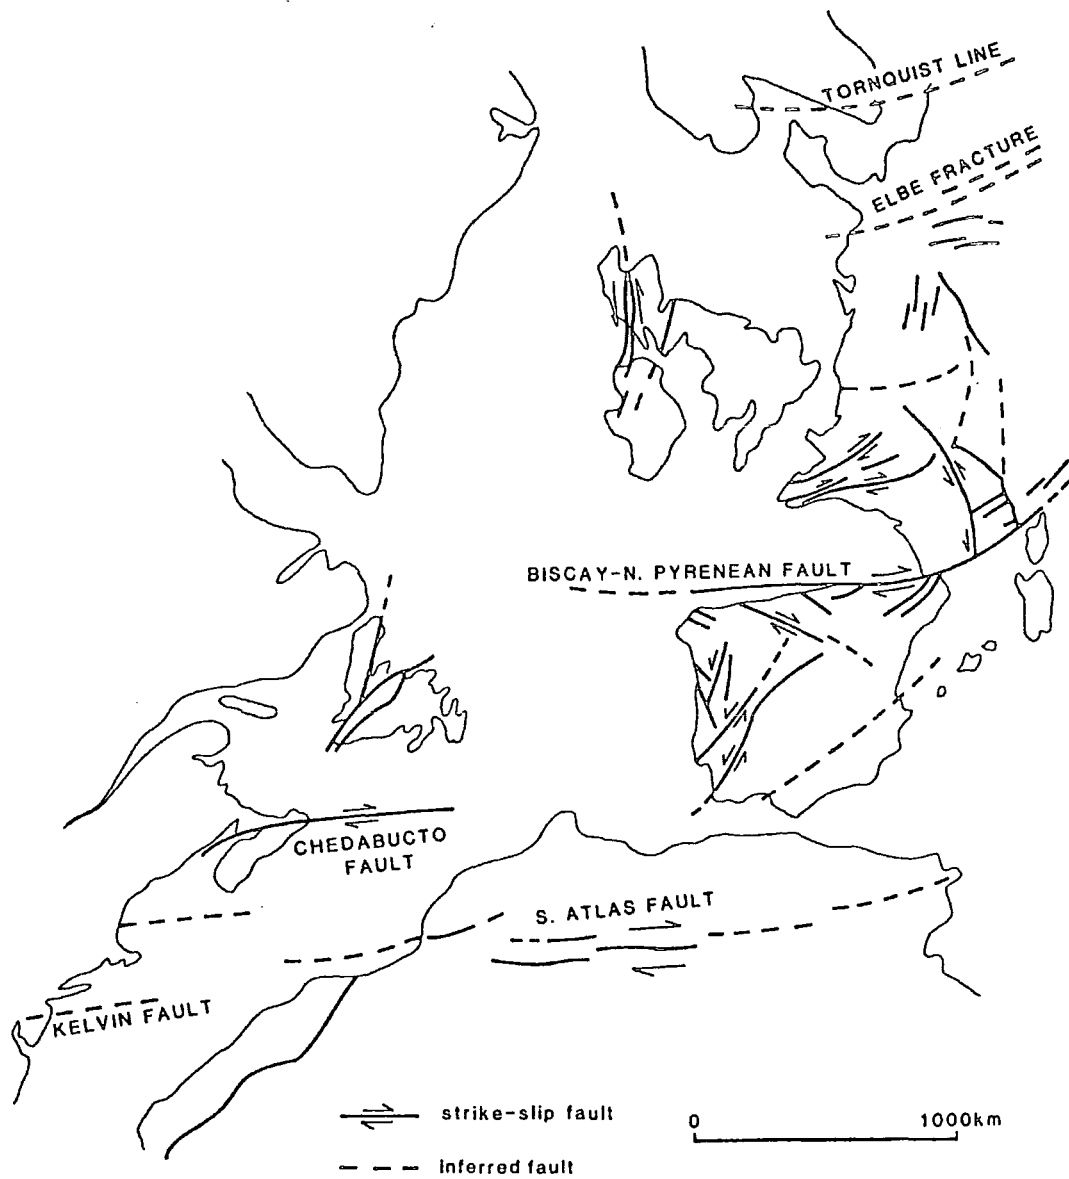 TORNQUIST LINE
ELBE FRACTURE
BISCAY-N. PYRENEAN FAULT
CHEDABUCTO
FAULT
S. ATLAS FAULT
KELVIN FAULT
strike-slip fault
0 1000km
Inferred fault